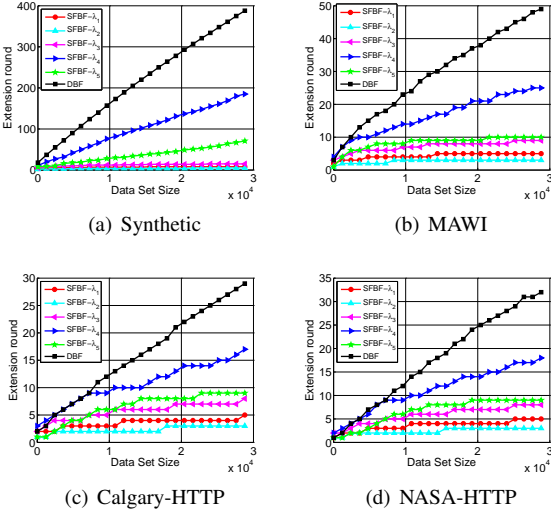 400
300
200
100
0
Extension round
SFBF-λ1
SFBF-λ2
SFBF-λ3
SFBF-λ4
SFBF-λ5
DBF
0 1 2 3
Data Set Size
x 10^4
(a) Synthetic
50
40
30
20
10
0
Extension round
SFBF-λ1
SFBF-λ2
SFBF-λ3
SFBF-λ4
SFBF-λ5
DBF
0 1 2 3
Data Set Size
x 10^4
(b) MAWI
30
25
20
15
10
5
0
Extension round
SFBF-λ1
SFBF-λ2
SFBF-λ3
SFBF-λ4
SFBF-λ5
DBF
0 1 2 3
Data Set Size
x 10^4
(c) Calgary-HTTP
35
30
25
20
15
10
5
0
Extension round
SFBF-λ1
SFBF-λ2
SFBF-λ3
SFBF-λ4
SFBF-λ5
DBF
0 1 2 3
Data Set Size
x 10^4
(d) NASA-HTTP